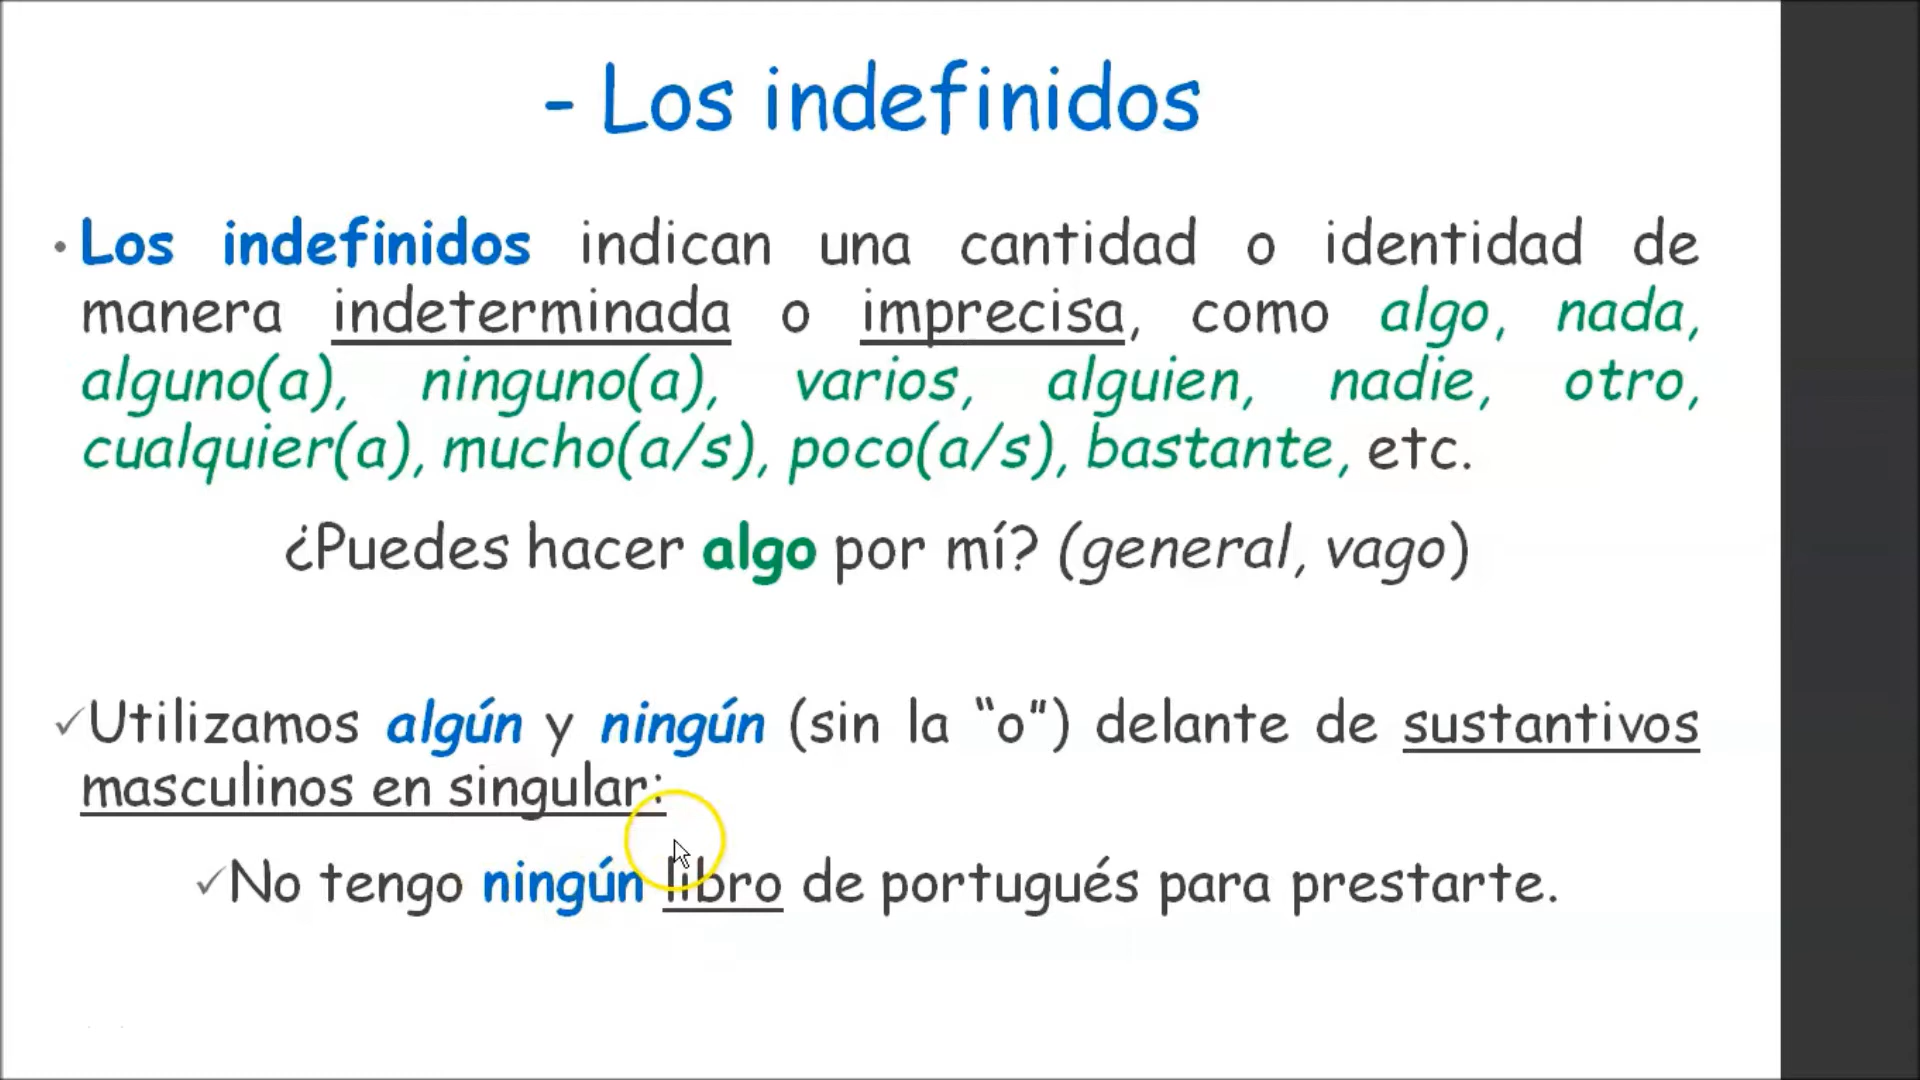 - Los indefinidos
• Los indefinidos indican una cantidad o identidad de
manera indeterminada o imprecisa, como algo, nada,
alguno(a), ninguno(a), varios, alguien, nadie, otro,
cualquier(a), mucho(a/s), poco(a/s), bastante, etc.
¿Puedes hacer algo por mí? (general, vago)
✓Utilizamos algún y ningún (sin la “o”) delante de sustantivos
masculinos en singular:
✓No tengo ningún libro de portugués para prestarte.